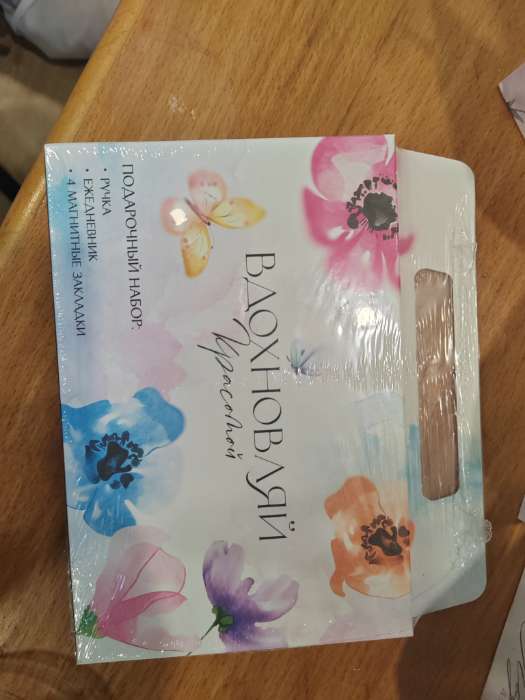 ВДОХНОВЛЯЙ
Красотой
ПОДАРОЧНЫЙ НАБОР:
• РУЧКА
• ЕЖЕДНЕВНИК
• 4 МАГНИТНЫЕ ЗАКЛАДКИ